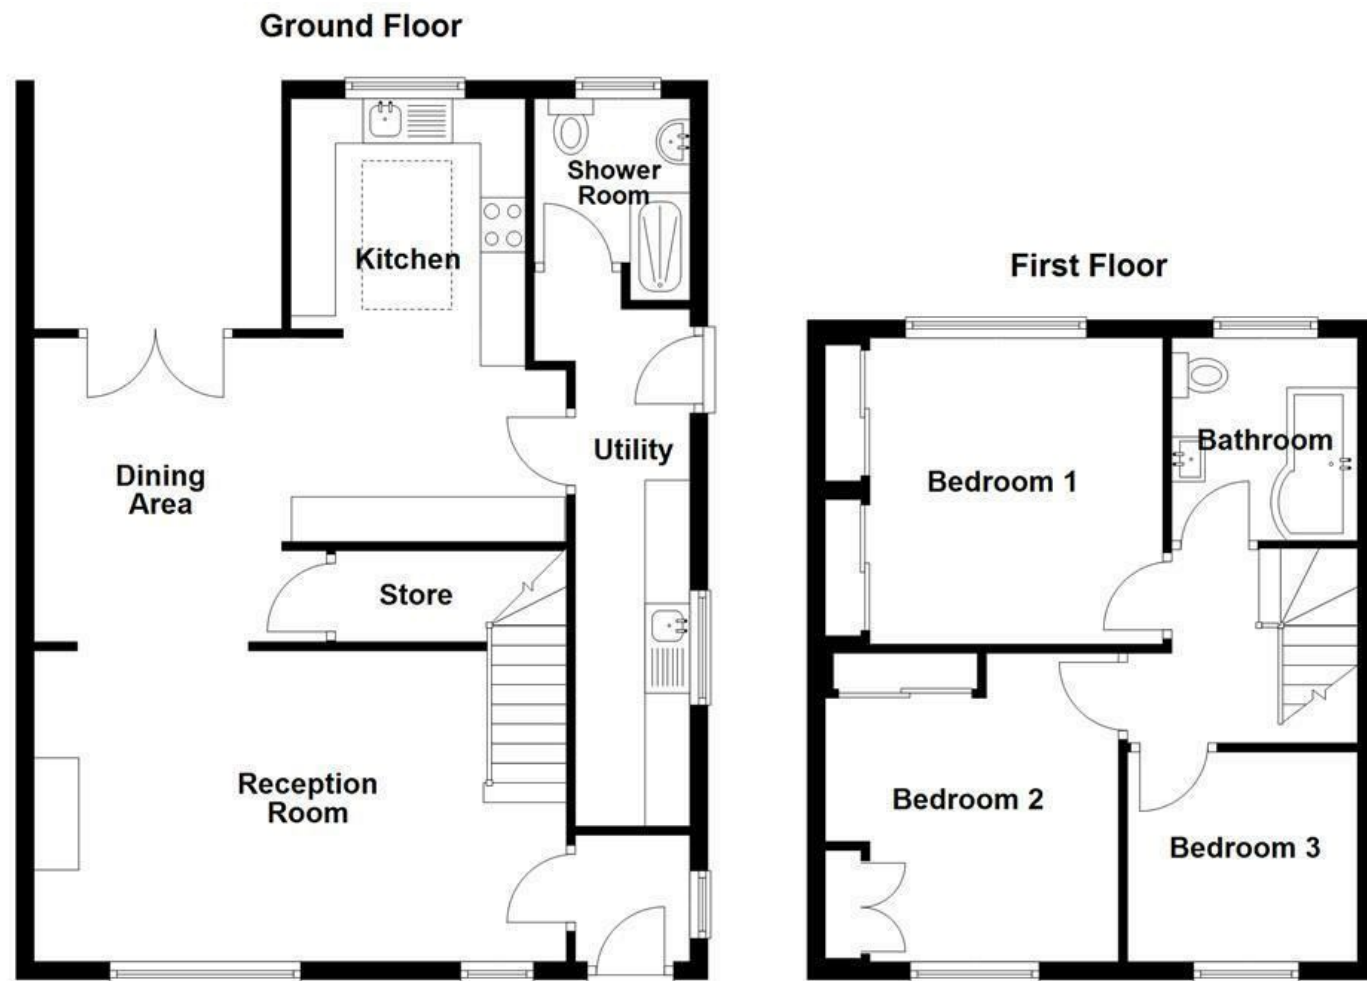 Ground Floor
Shower
Room
Kitchen
Utility
Dining
Area
Store
Reception
Room
First Floor
Bathroom
Bedroom 1
Bedroom 2
Bedroom 3